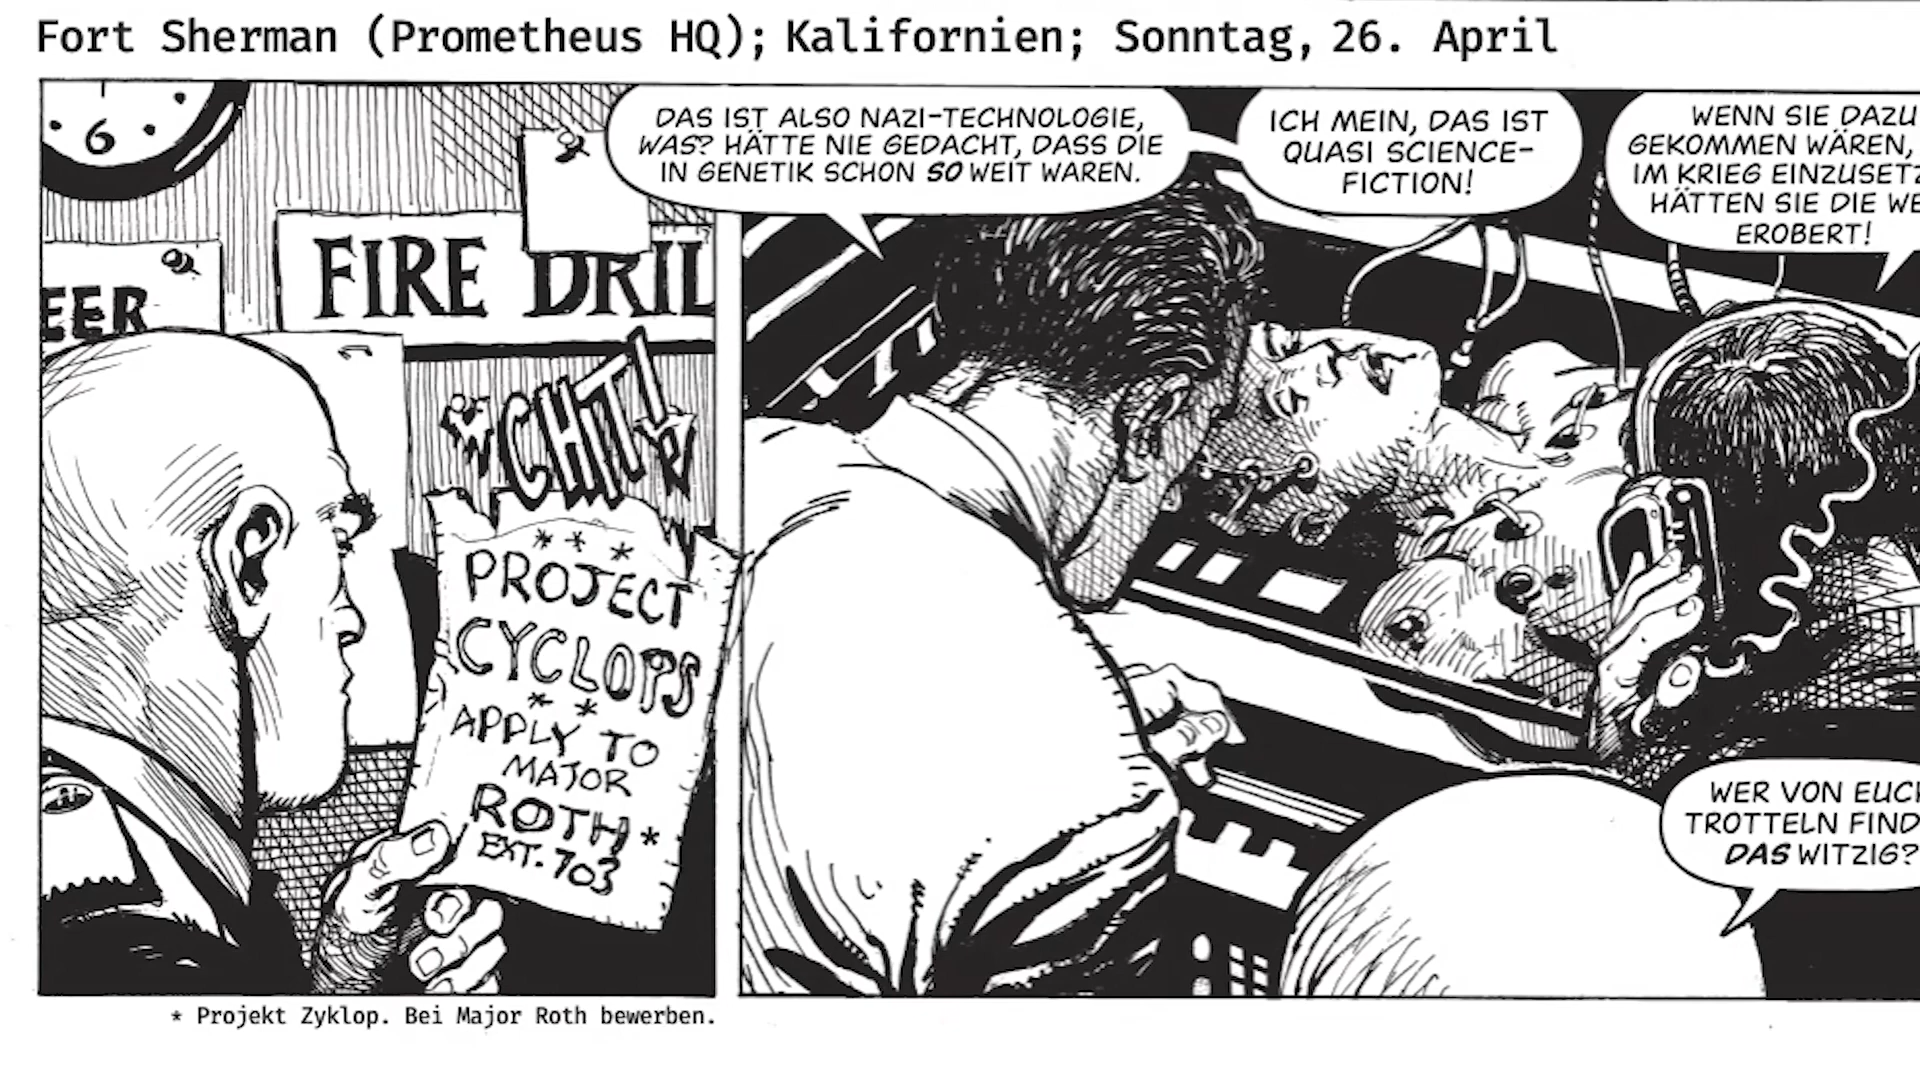 Fort Sherman (Prometheus HQ); Kalifornien; Sonntag, 26. April
6
EER
FIRE DRIL
CHIT!
* * *
PROJECT
CYCLOPS
* *
APPLY TO
MAJOR
ROTH *
EXT. 703
* Projekt Zyklop. Bei Major Roth bewerben.
DAS IST ALSO NAZI-TECHNOLOGIE,
WAS? HÄTTE NIE GEDACHT, DASS DIE
IN GENETIK SCHON SO WEIT WAREN.
ICH MEIN, DAS IST
QUASI SCIENCE-
FICTION!
WENN SIE DAZU
GEKOMMEN WÄREN,
IM KRIEG EINZUSETZ
HÄTTEN SIE DIE WE
EROBERT!
WER VON EUCH
TROTTELN FIND
DAS WITZIG?